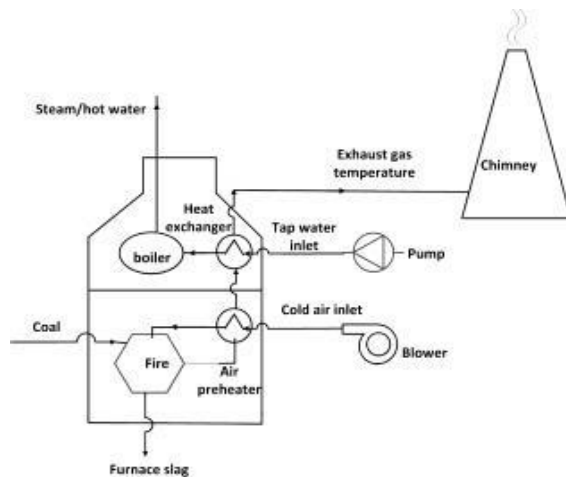 Steam/hot water
Exhaust gas
temperature
Chimney
Heat
exchanger
Tap water
inlet
boiler
Pump
Cold air inlet
Coal
Fire
Air
preheater
Blower
Furnace slag